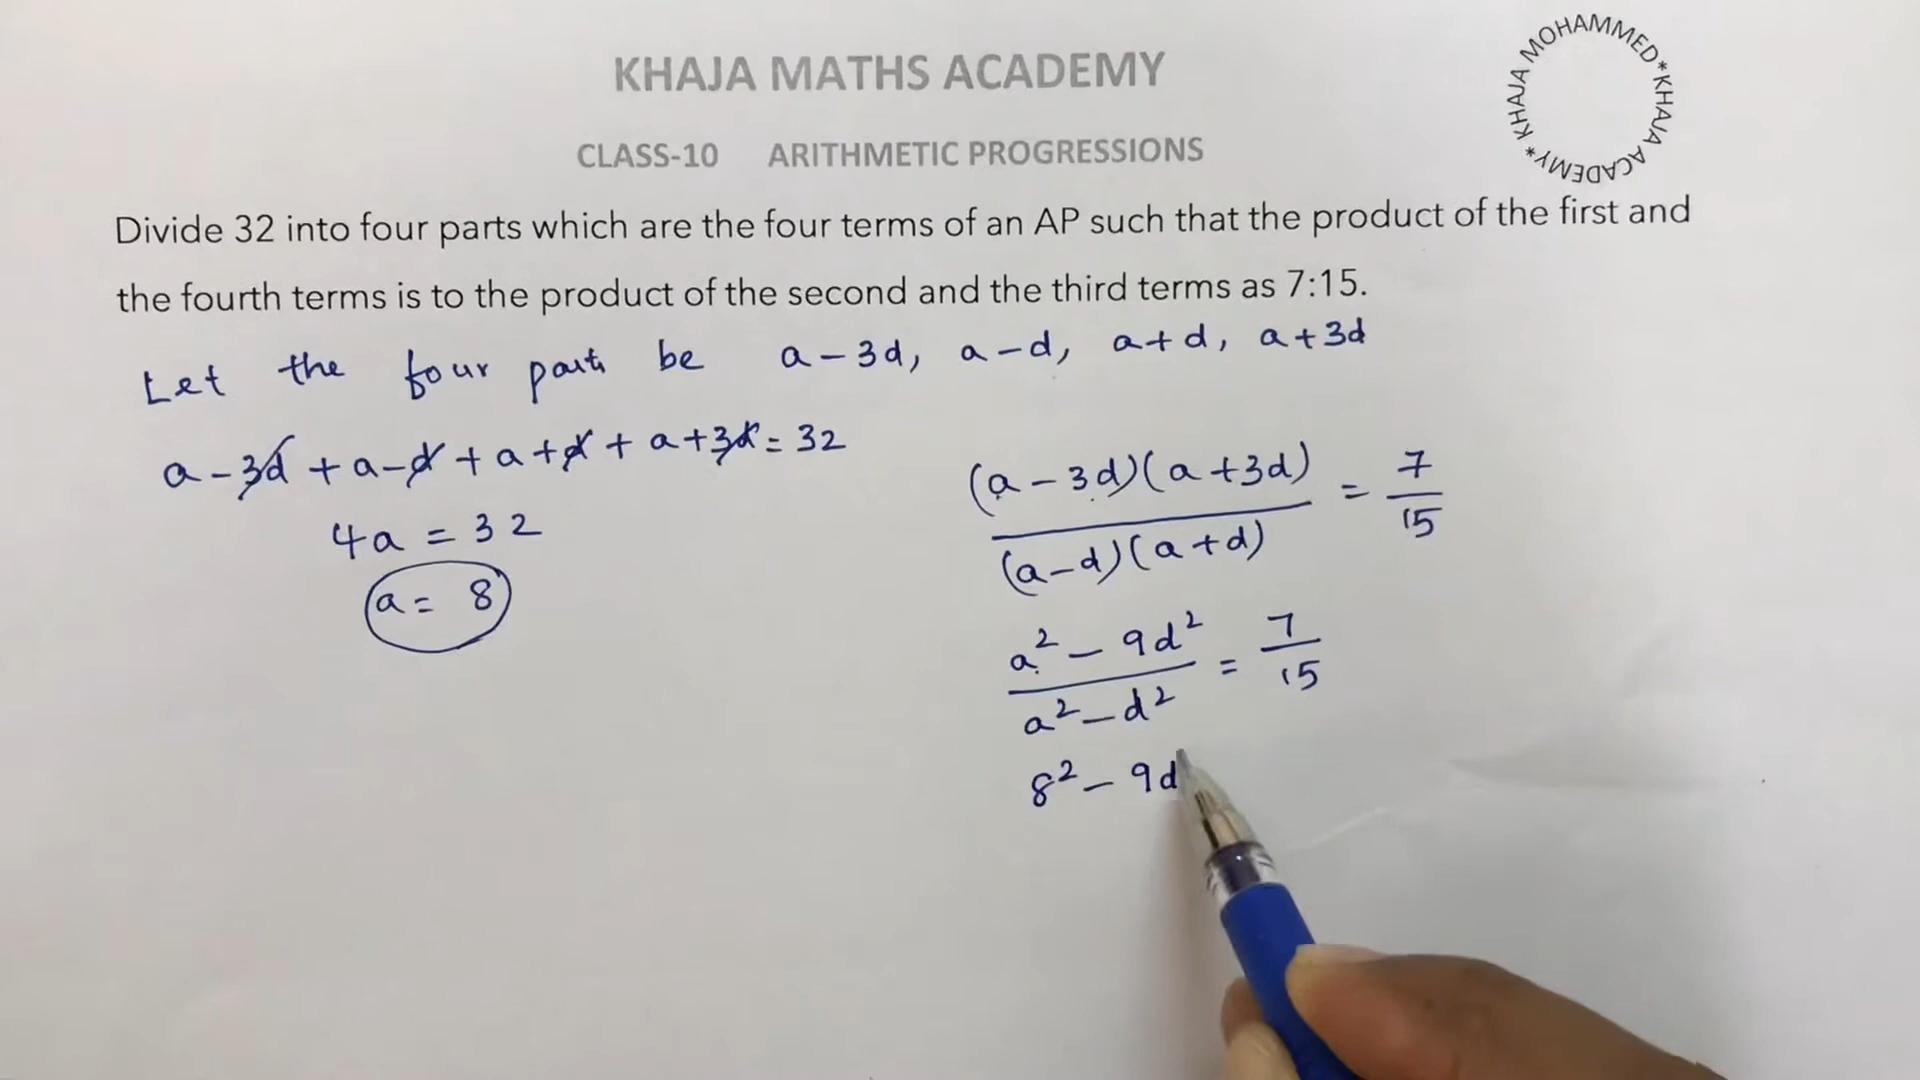 KHAJA MATHS ACADEMY
KHAJA MOHAMMED * KHAJA ACADEMY *
CLASS-10 ARITHMETIC PROGRESSIONS
Divide 32 into four parts which are the four terms of an AP such that the product of the first and
the fourth terms is to the product of the second and the third terms as 7:15.
Let the four parts be a-3d, a-d, a+d, a+3d
a-3d + a-d + a+d + a+3d = 32
4a = 32
a = 8
(a-3d)(a+3d)/(a-d)(a+d) = 7/15
a²-9d²/a²-d² = 7/15
8²-9d